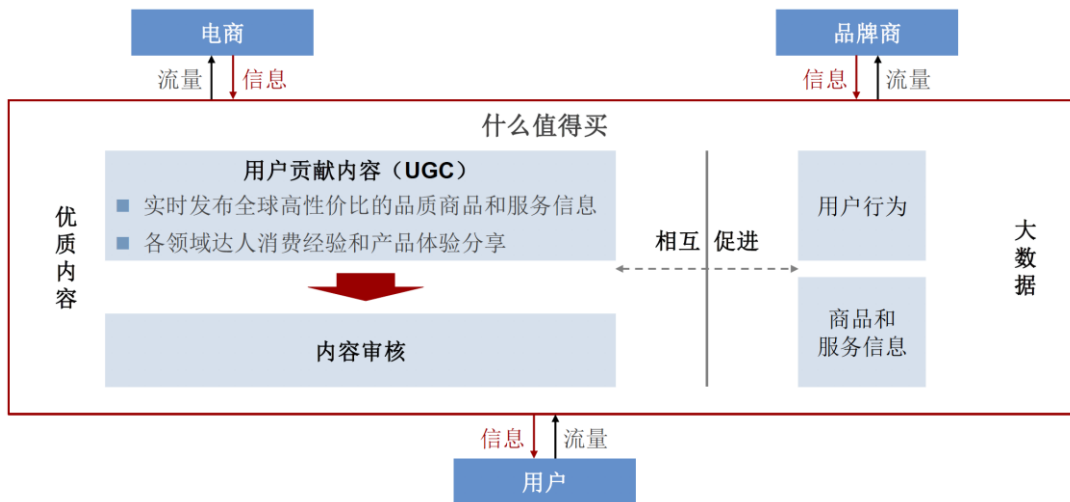 电商
品牌商
流量
信息
信息
流量
什么值得买
用户贡献内容（UGC）
实时发布全球高性价比的品质商品和服务信息
各领域达人消费经验和产品体验分享
优质内容
内容审核
相互
促进
用户行为
商品和
服务信息
大数据
信息
流量
用户